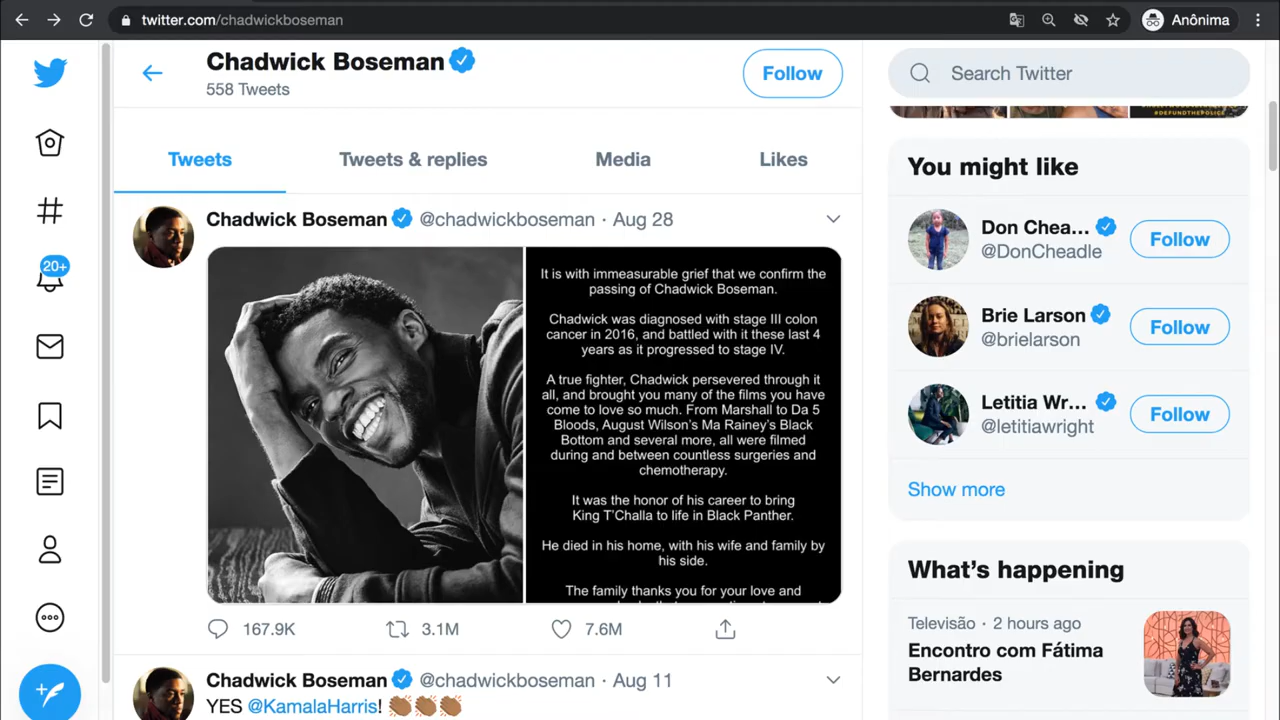 twitter.com/chadwickboseman
Anônima
Chadwick Boseman
558 Tweets
Follow
Search Twitter
#DEFUNDTHEPOLICE
Tweets
Tweets & replies
Media
Likes
20+
Chadwick Boseman @chadwickboseman · Aug 28
It is with immeasurable grief that we confirm the
passing of Chadwick Boseman.
Chadwick was diagnosed with stage III colon
cancer in 2016, and battled with it these last 4
years as it progressed to stage IV.
A true fighter, Chadwick persevered through it
all, and brought you many of the films you have
come to love so much. From Marshall to Da 5
Bloods, August Wilson's Ma Rainey's Black
Bottom and several more, all were filmed
during and between countless surgeries and
chemotherapy.
It was the honor of his career to bring
King T'Challa to life in Black Panther.
He died in his home, with his wife and family by
his side.
The family thanks you for your love and
167.9K
3.1M
7.6M
Chadwick Boseman @chadwickboseman · Aug 11
YES @KamalaHarris! 👏🏾👏🏾👏🏾
You might like
Don Chea...
@DonCheadle
Follow
Brie Larson
@brielarson
Follow
Letitia Wr...
@letitiawright
Follow
Show more
What's happening
Televisão · 2 hours ago
Encontro com Fátima
Bernardes